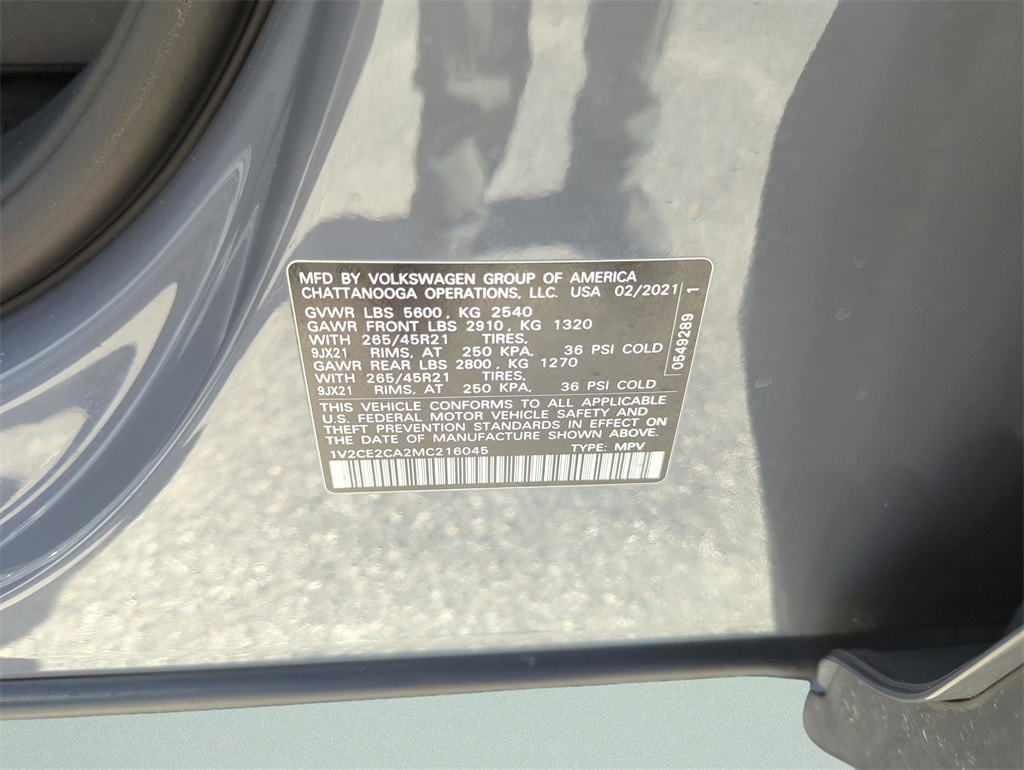 MFD BY VOLKSWAGEN GROUP OF AMERICA
CHATTANOOGA OPERATIONS, LLC. USA 02/2021
GVWR LBS 5600, KG 2540
GAWR FRONT LBS 2910, KG 1320
WITH 265/45R21 TIRES,
9JX21 RIMS, AT 250 KPA, 36 PSI COLD
GAWR REAR LBS 2800, KG 1270
WITH 265/45R21 TIRES,
9JX21 RIMS, AT 250 KPA, 36 PSI COLD
THIS VEHICLE CONFORMS TO ALL APPLICABLE
U.S. FEDERAL MOTOR VEHICLE SAFETY AND
THEFT PREVENTION STANDARDS IN EFFECT ON
THE DATE OF MANUFACTURE SHOWN ABOVE.
1V2CE2CA2MC216045 TYPE: MPV
0549289 1